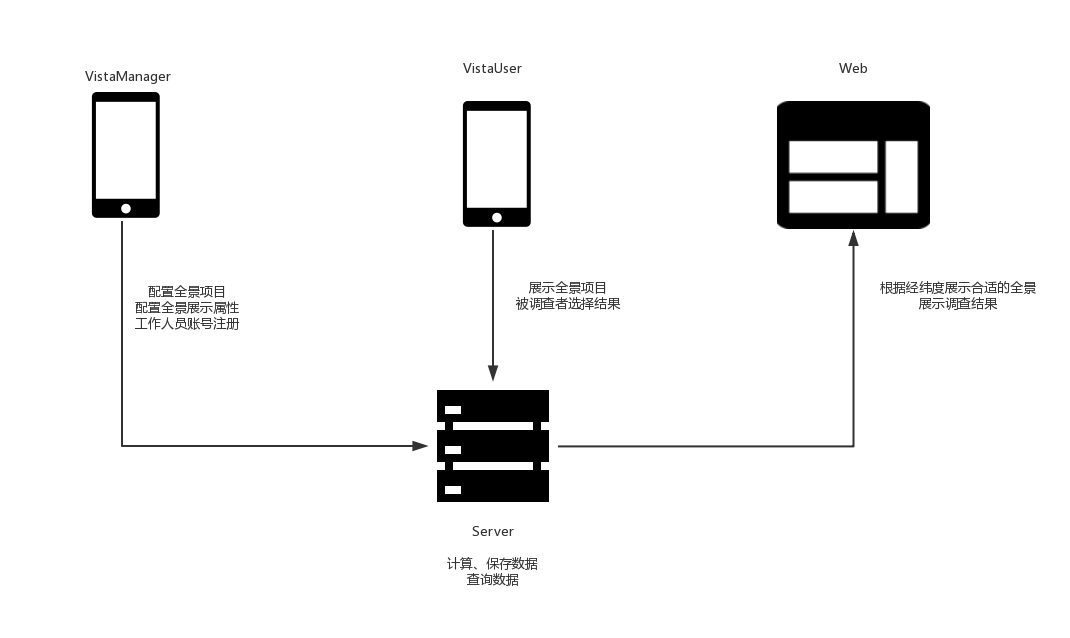 VistaManager
VistaUser
Web
配置全景项目
配置全景展示属性
工作人员账号注册
展示全景项目
被调查者选择结果
根据经纬度展示合适的全景
展示调查结果
Server
计算、保存数据
查询数据